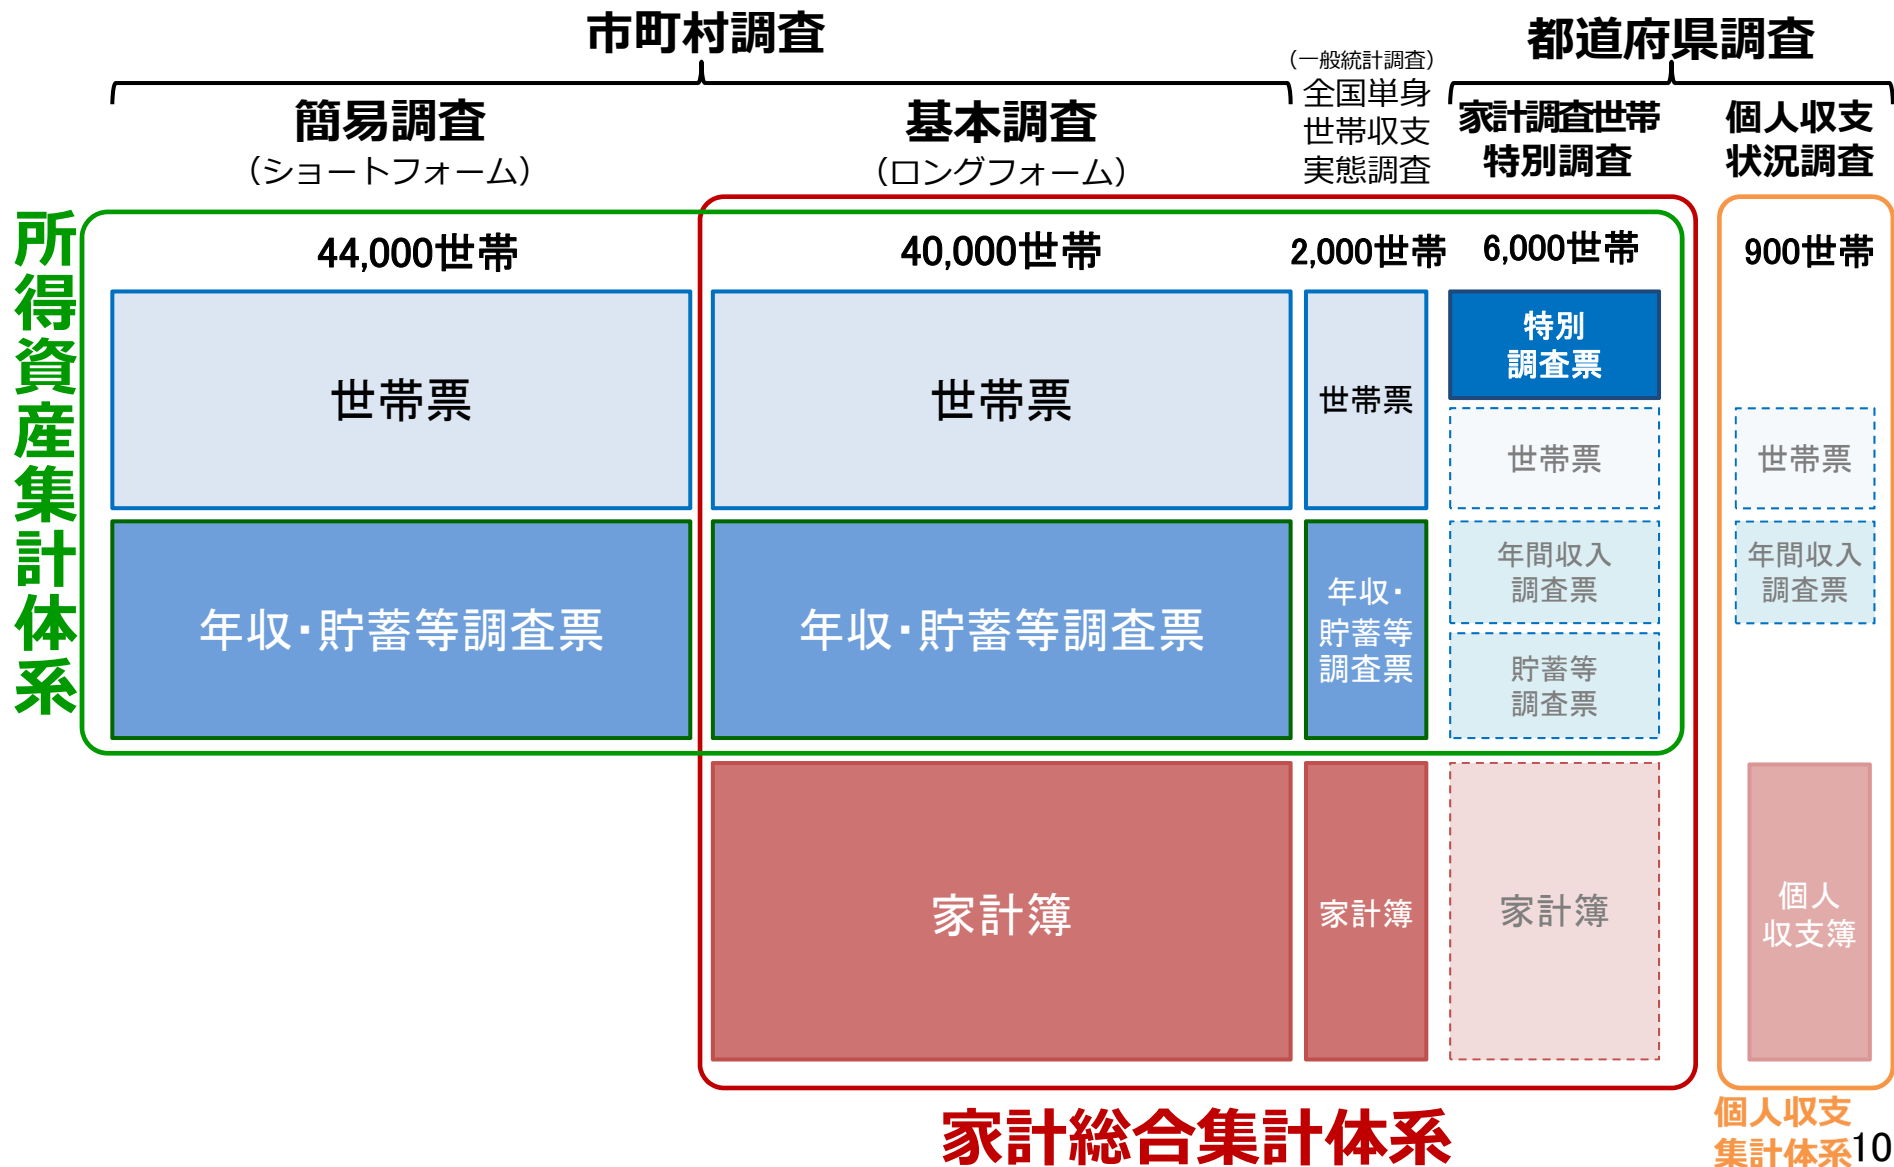 市町村調査
都道府県調査
簡易調査
（ショートフォーム）
基本調査
（ロングフォーム）
（一般統計調査）
全国単身
世帯収支
実態調査
家計調査世帯
特別調査
個人収支
状況調査
所得資産集計体系
44,000世帯
40,000世帯
2,000世帯
6,000世帯
900世帯
世帯票
世帯票
世帯票
特別
調査票
世帯票
世帯票
年収・貯蓄等調査票
年収・貯蓄等調査票
年収・
貯蓄等
調査票
年間収入
調査票
貯蓄等
調査票
年間収入
調査票
家計簿
家計簿
家計簿
個人
収支簿
家計総合集計体系
個人収支
集計体系
10